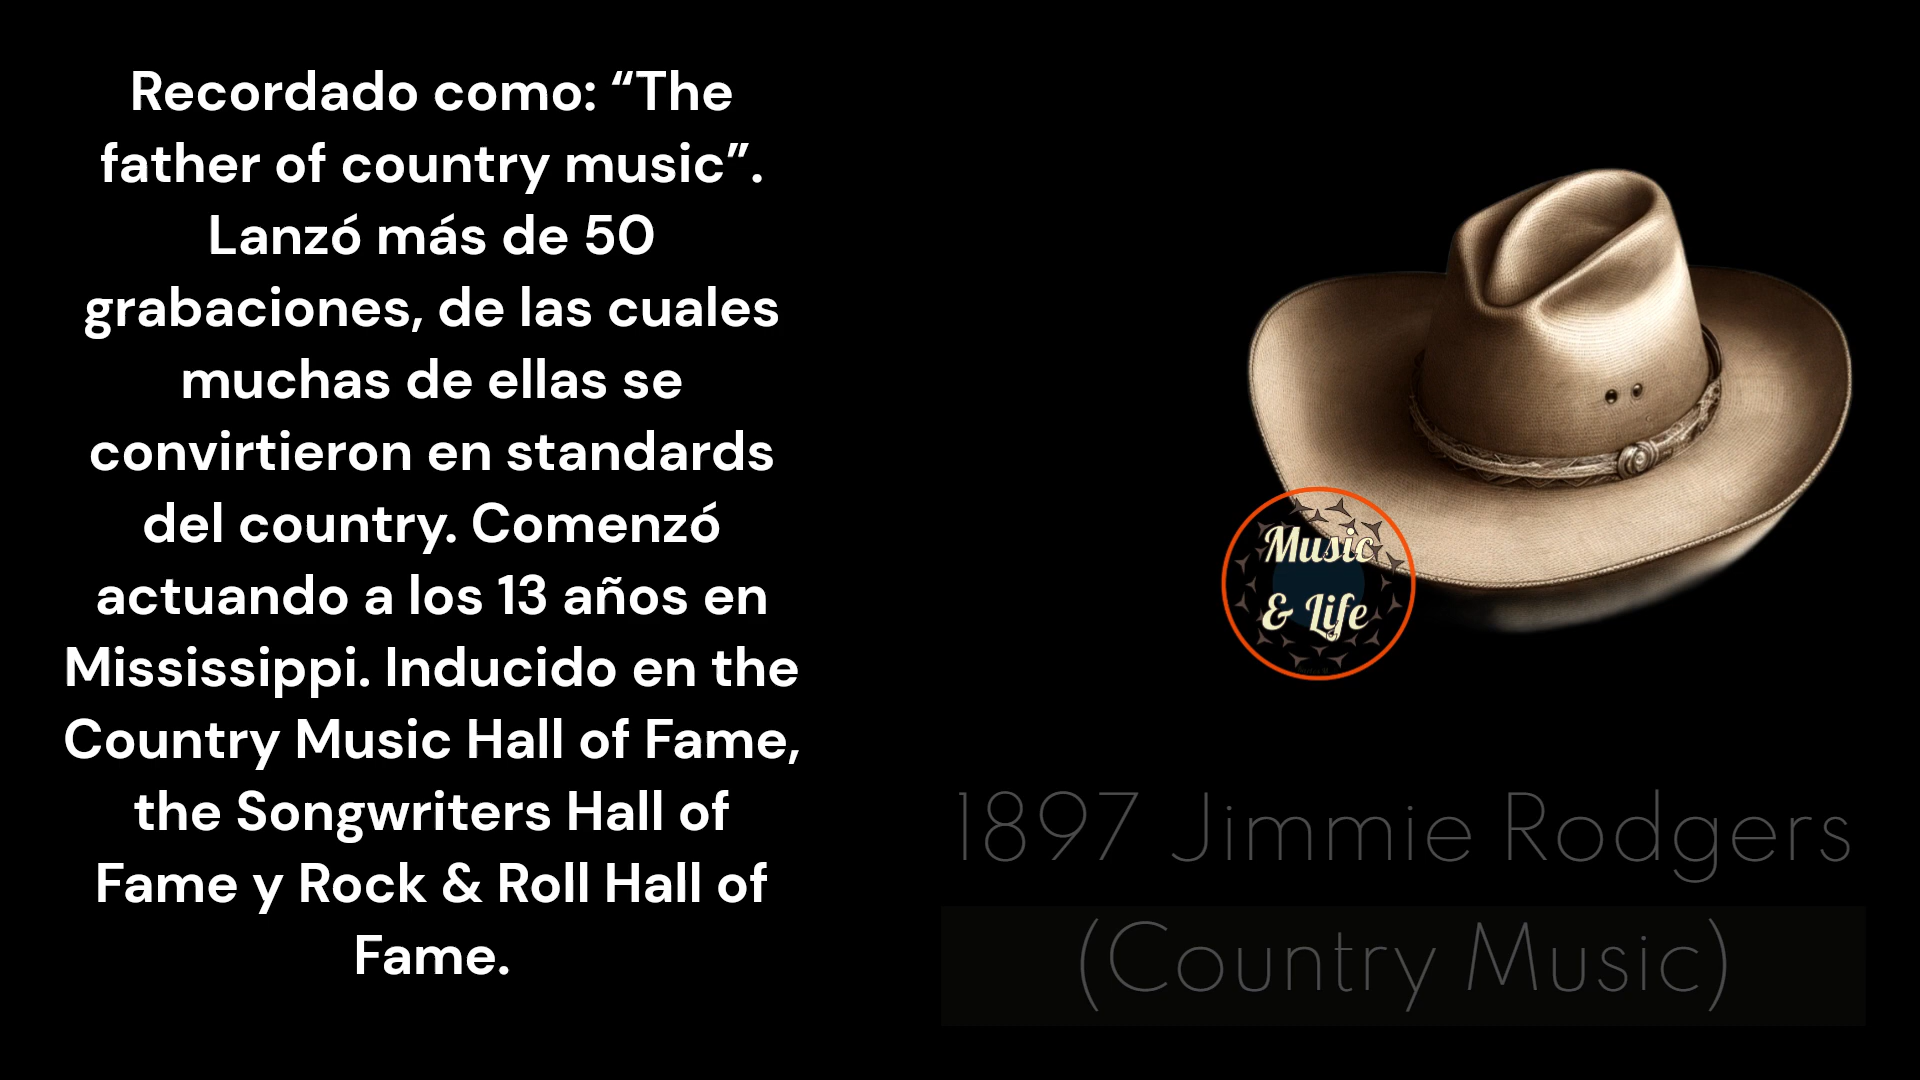 Recordado como: “The
father of country music”.
Lanzó más de 50
grabaciones, de las cuales
muchas de ellas se
convirtieron en standards
del country. Comenzó
actuando a los 13 años en
Mississippi. Inducido en the
Country Music Hall of Fame,
the Songwriters Hall of
Fame y Rock & Roll Hall of
Fame.
Music
& Life
1897 Jimmie Rodgers
(Country Music)